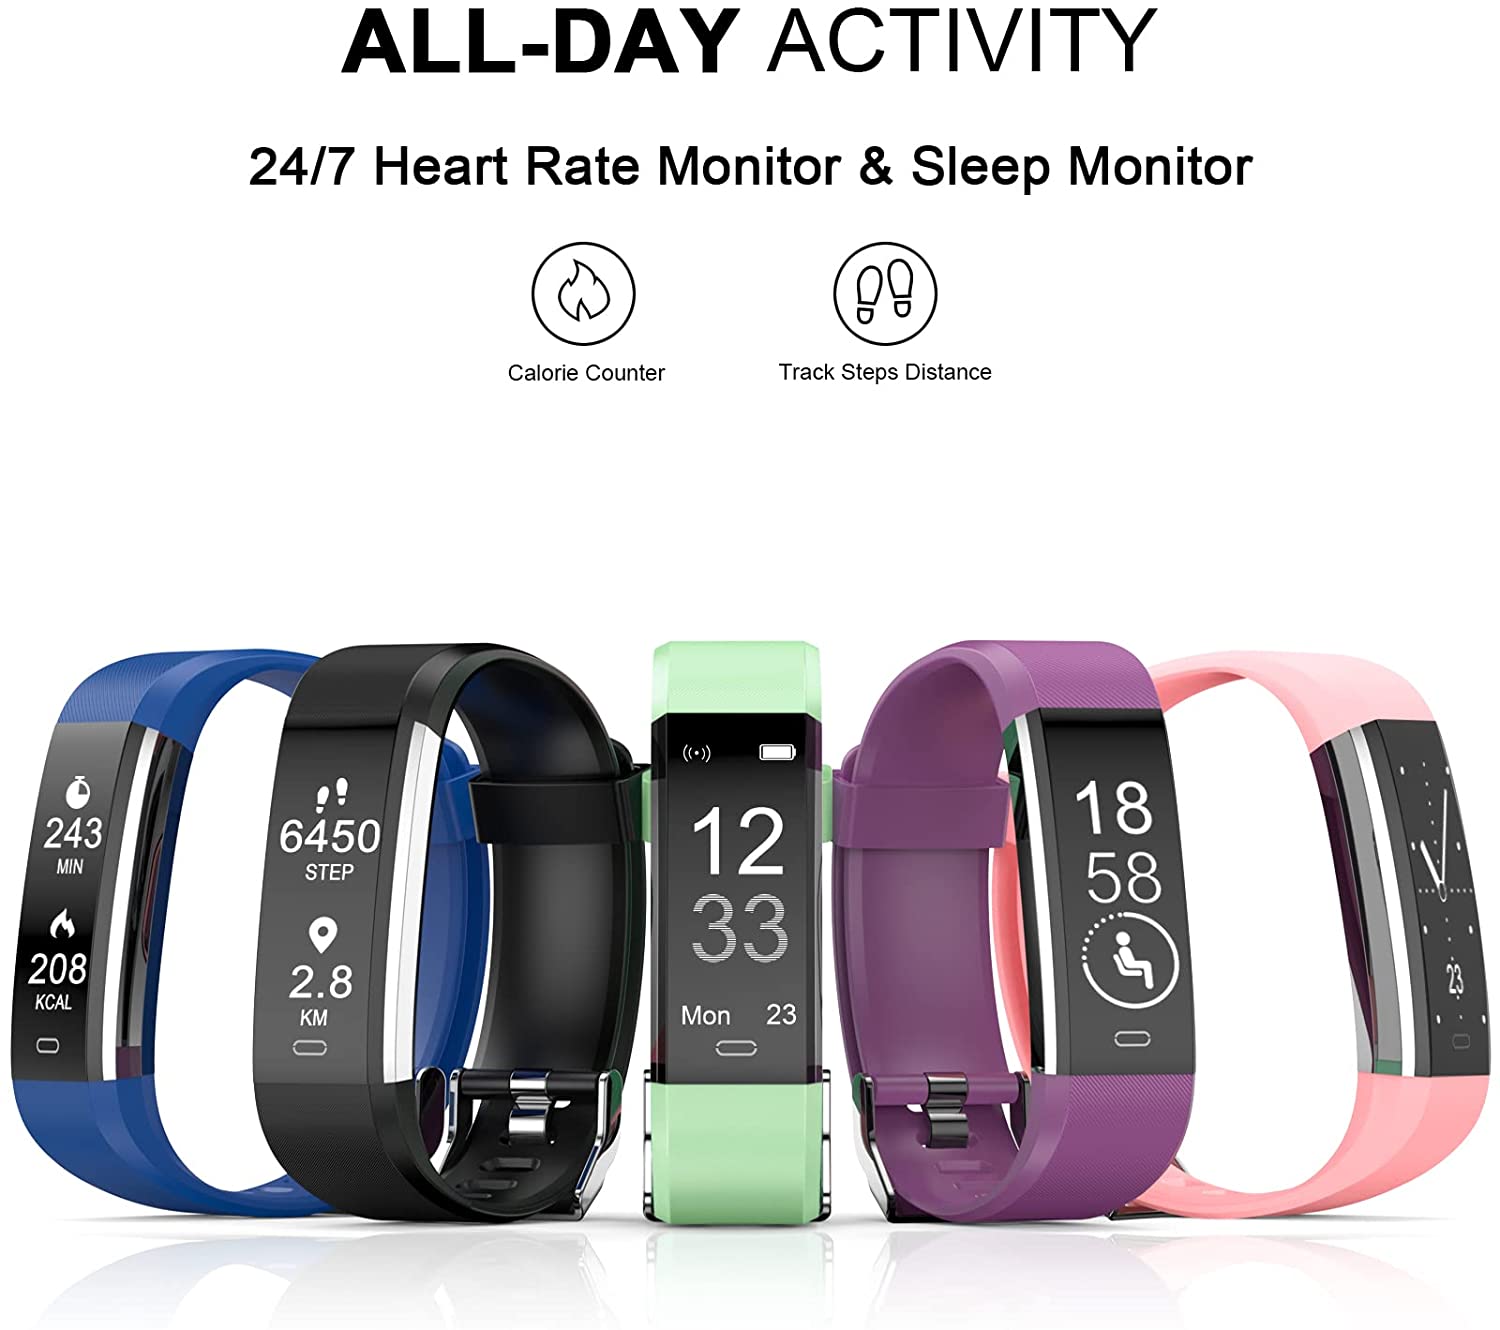 ALL-DAY ACTIVITY
24/7 Heart Rate Monitor & Sleep Monitor
Calorie Counter
Track Steps Distance
243
MIN
208
KCAL
6450
STEP
2.8
KM
12
33
Mon 23
18
58
23